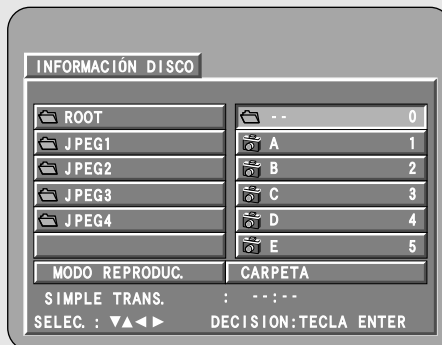 INFORMACIÓN DISCO
ROOT -- 0
JPEG1 A 1
JPEG2 B 2
JPEG3 C 3
JPEG4 D 4
E 5
MODO REPRODUC. CARPETA
SIMPLE TRANS. : --:--
SELEC. : ▼▲◄► DECISION:TECLA ENTER